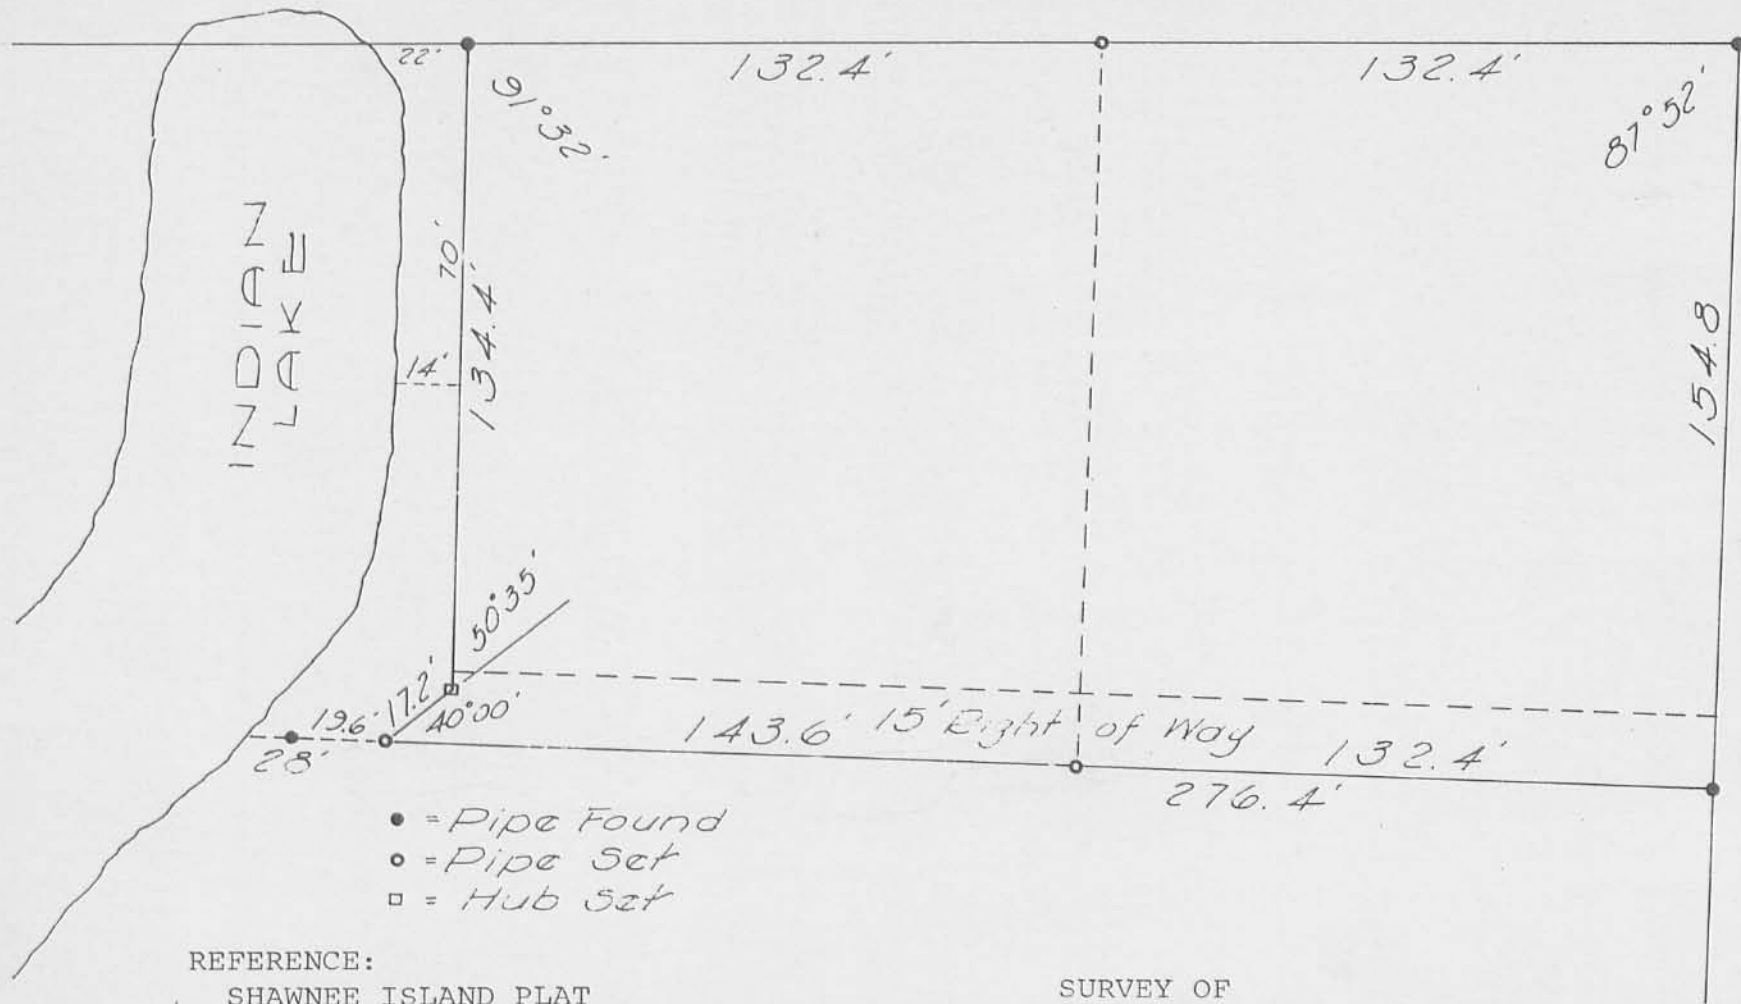 22'
132.4'
132.4'
91°32'
87°52'
INDIAN
LAKE
70'
134.4'
14'
154.8
50°35'
17.2'
40°00'
19.6'
28'
143.6'
15' Right of Way
132.4'
276.4'
● = Pipe Found
○ = Pipe Set
□ = Hub Set
REFERENCE:
SHAWNEE ISLAND PLAT
SURVEY OF